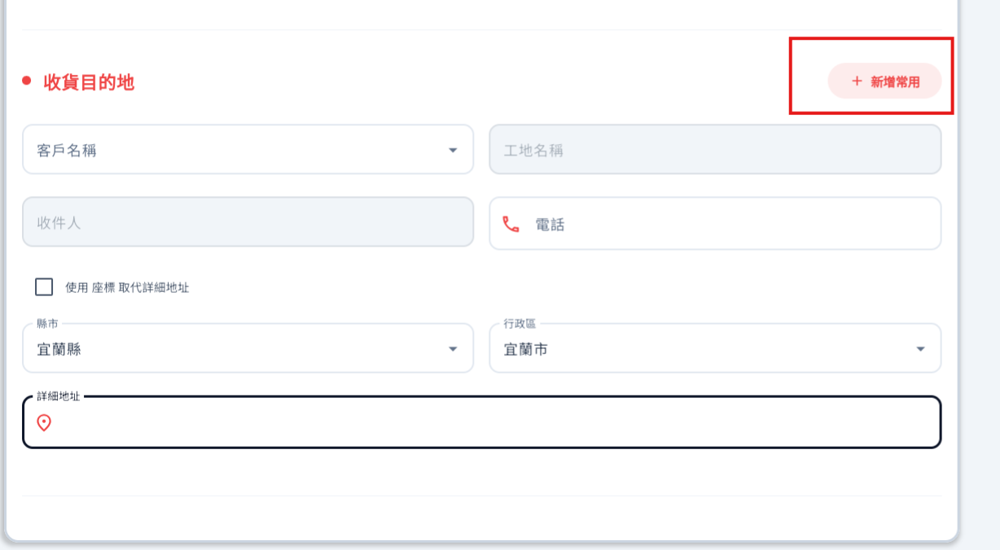 收貨目的地
+ 新增常用
客戶名稱
工地名稱
收件人
電話
使用 座標 取代詳細地址
縣市
宜蘭縣
行政區
宜蘭市
詳細地址